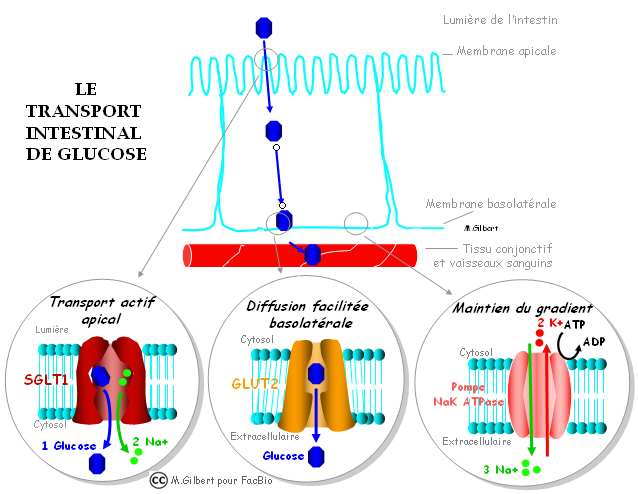 Lumière de l'intestin
Membrane apicale
LE
TRANSPORT
INTESTINAL
DE GLUCOSE
Membrane basolatérale
M.Gilbert
Tissu conjonctif
et vaisseaux sanguins
Transport actif
apical
Lumière
SGLT1
Cytosol
1 Glucose
2 Na+
Diffusion facilitée
basolatérale
Cytosol
GLUT2
Extracellulaire
Glucose
Maintien du gradient
2 K+
ATP
ADP
Cytosol
Pompe
NaK ATPase
Extracellulaire
3 Na+
cc M.Gilbert pour FacBio